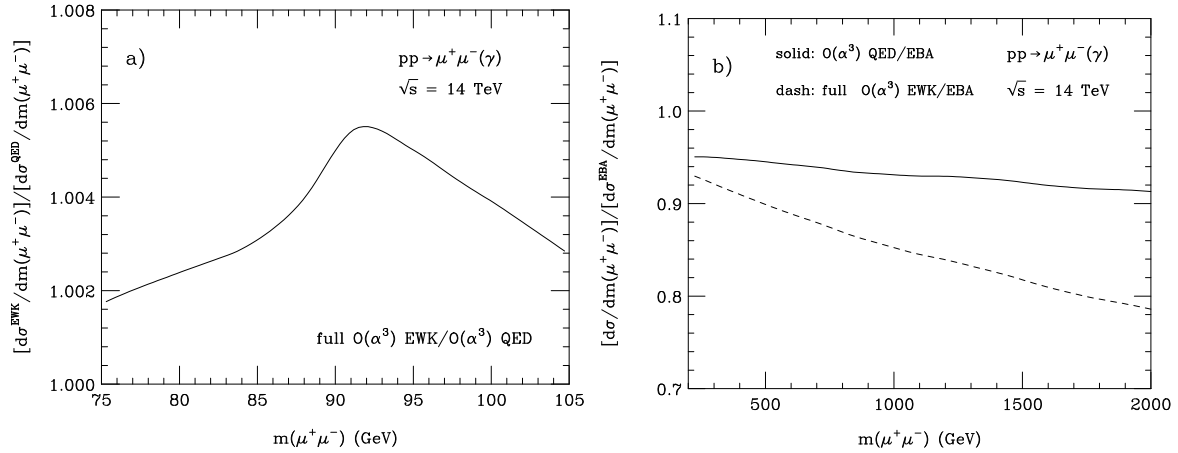 [dσ^EWK/dm(μ⁺μ⁻)]/[dσ^QED/dm(μ⁺μ⁻)]
1.008
1.006
1.004
1.002
1.000
a)
pp→μ⁺μ⁻(γ)
√s = 14 TeV
full O(α³) EWK/O(α³) QED
75 80 85 90 95 100 105
m(μ⁺μ⁻) (GeV)
[dσ/dm(μ⁺μ⁻)]/[dσ^EBA/dm(μ⁺μ⁻)]
1.1
1.0
0.9
0.8
0.7
b)
solid: O(α³) QED/EBA pp→μ⁺μ⁻(γ)
dash: full O(α³) EWK/EBA √s = 14 TeV
500 1000 1500 2000
m(μ⁺μ⁻) (GeV)